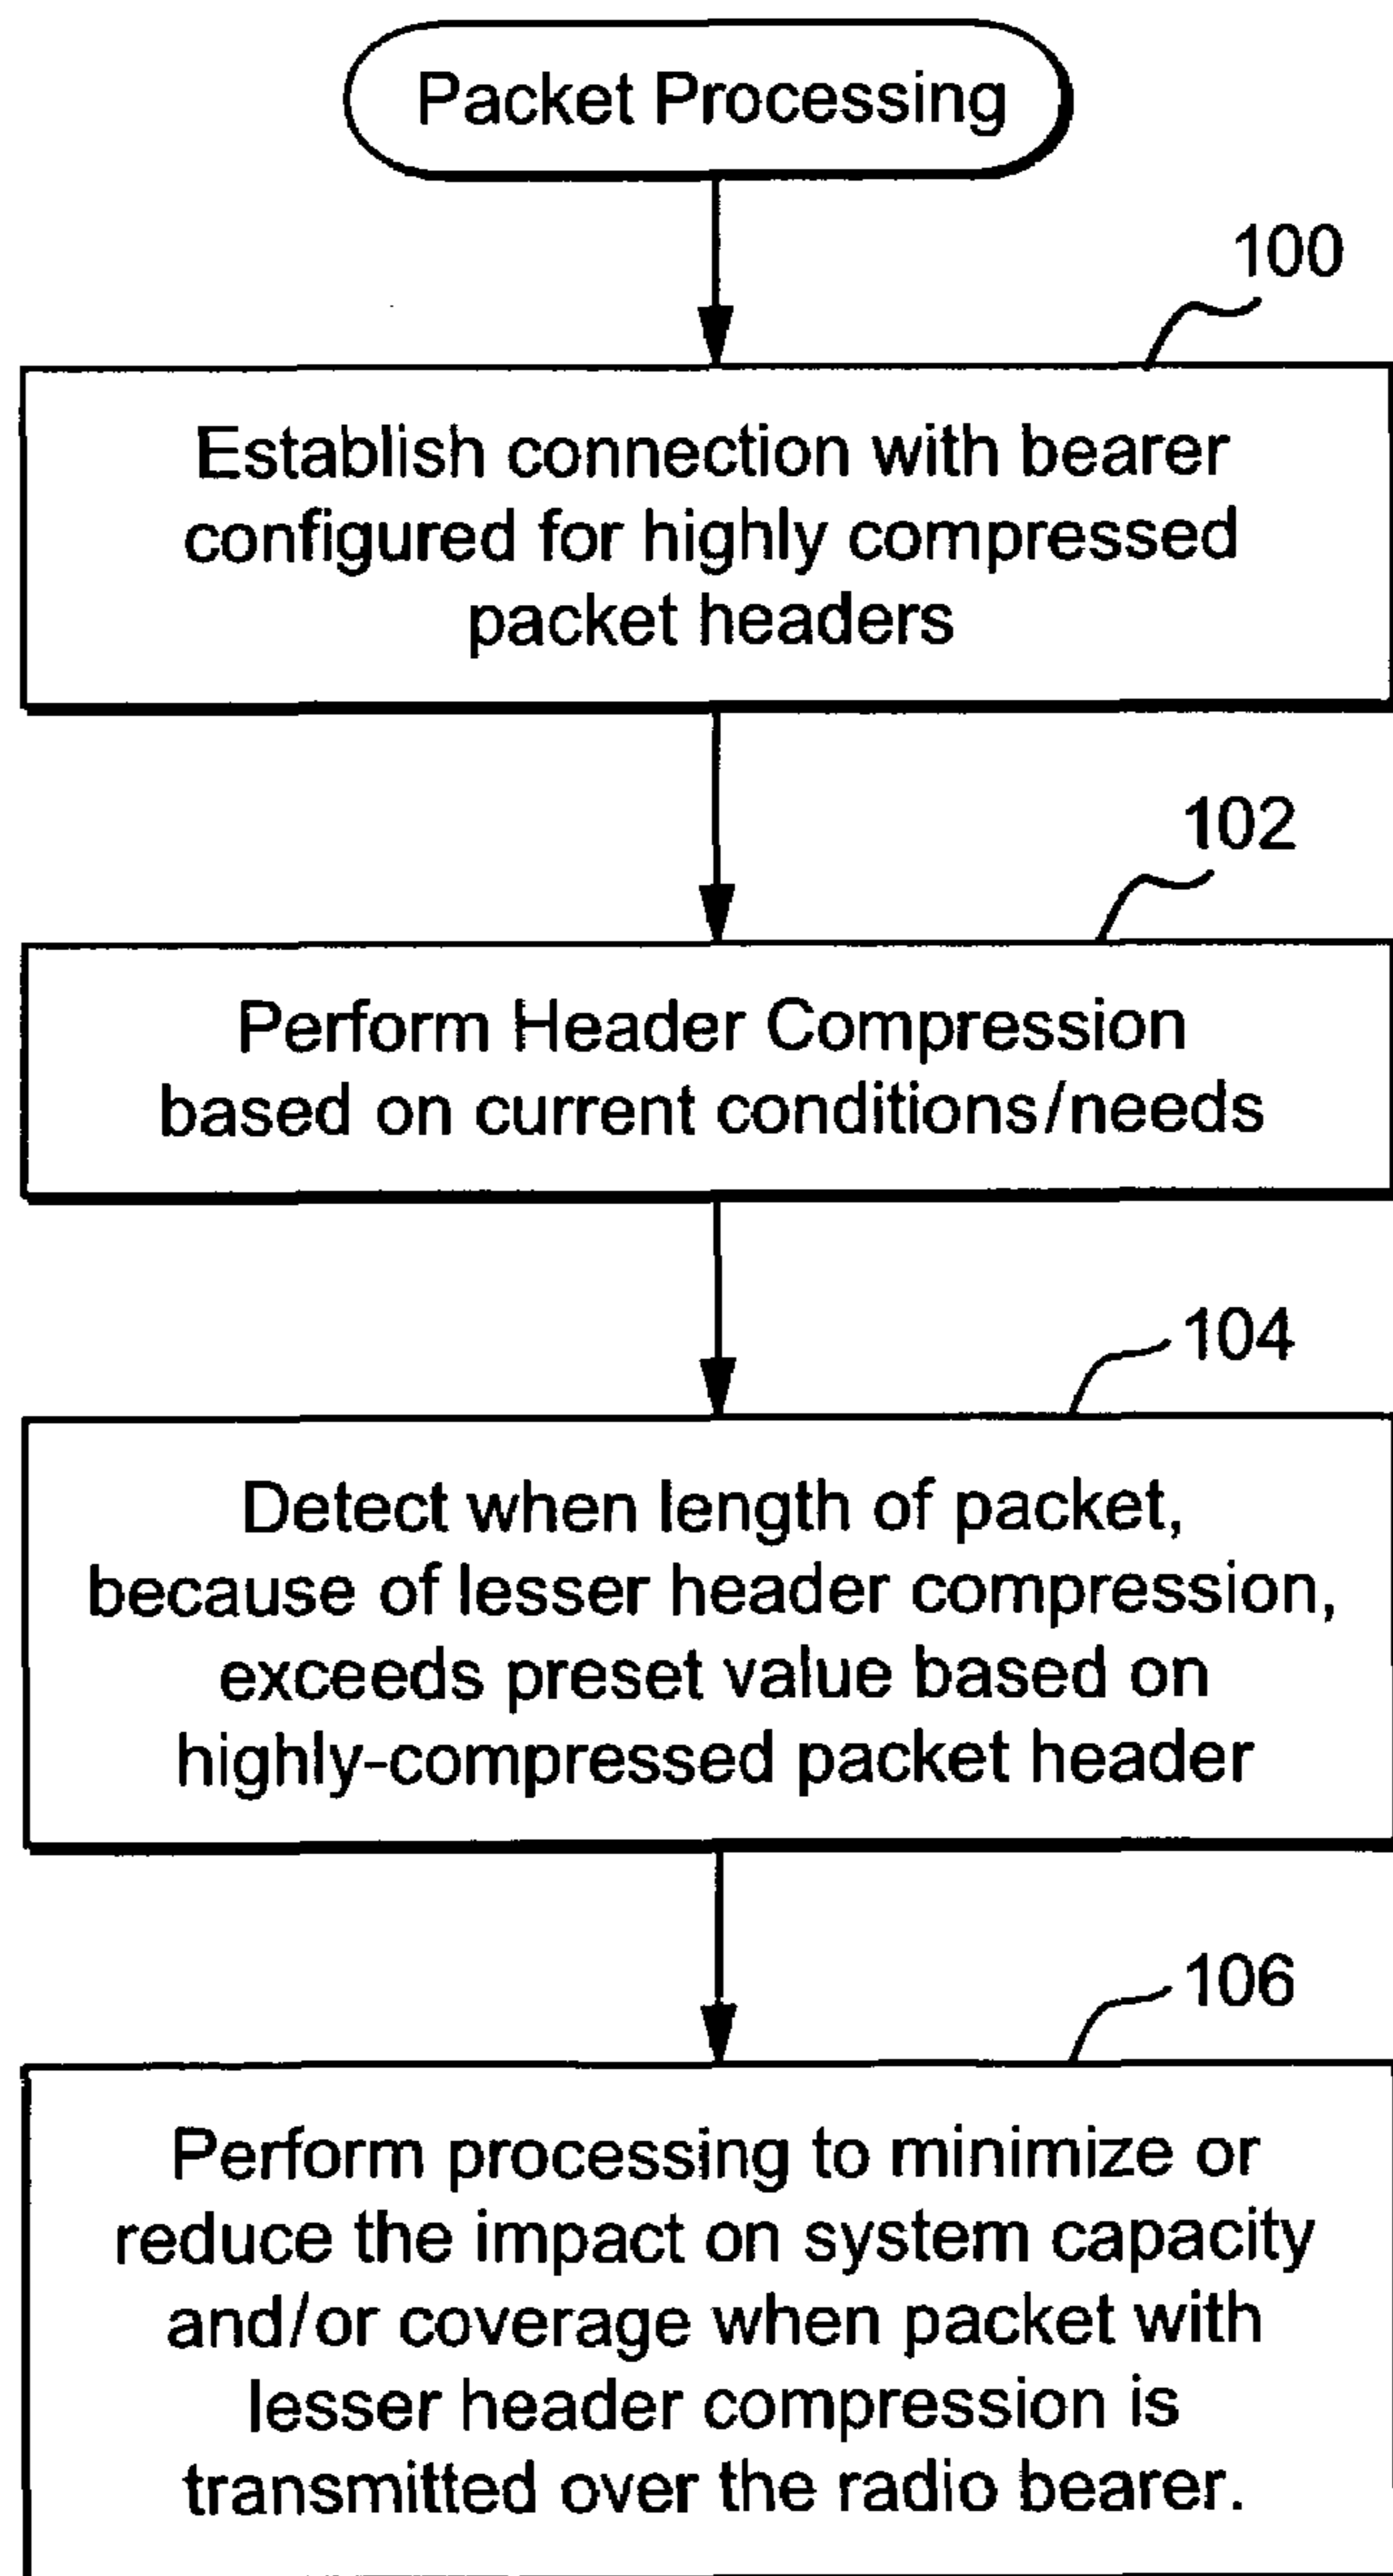 Packet Processing
100
Establish connection with bearer
configured for highly compressed
packet headers
102
Perform Header Compression
based on current conditions/needs
104
Detect when length of packet,
because of lesser header compression,
exceeds preset value based on
highly-compressed packet header
106
Perform processing to minimize or
reduce the impact on system capacity
and/or coverage when packet with
lesser header compression is
transmitted over the radio bearer.